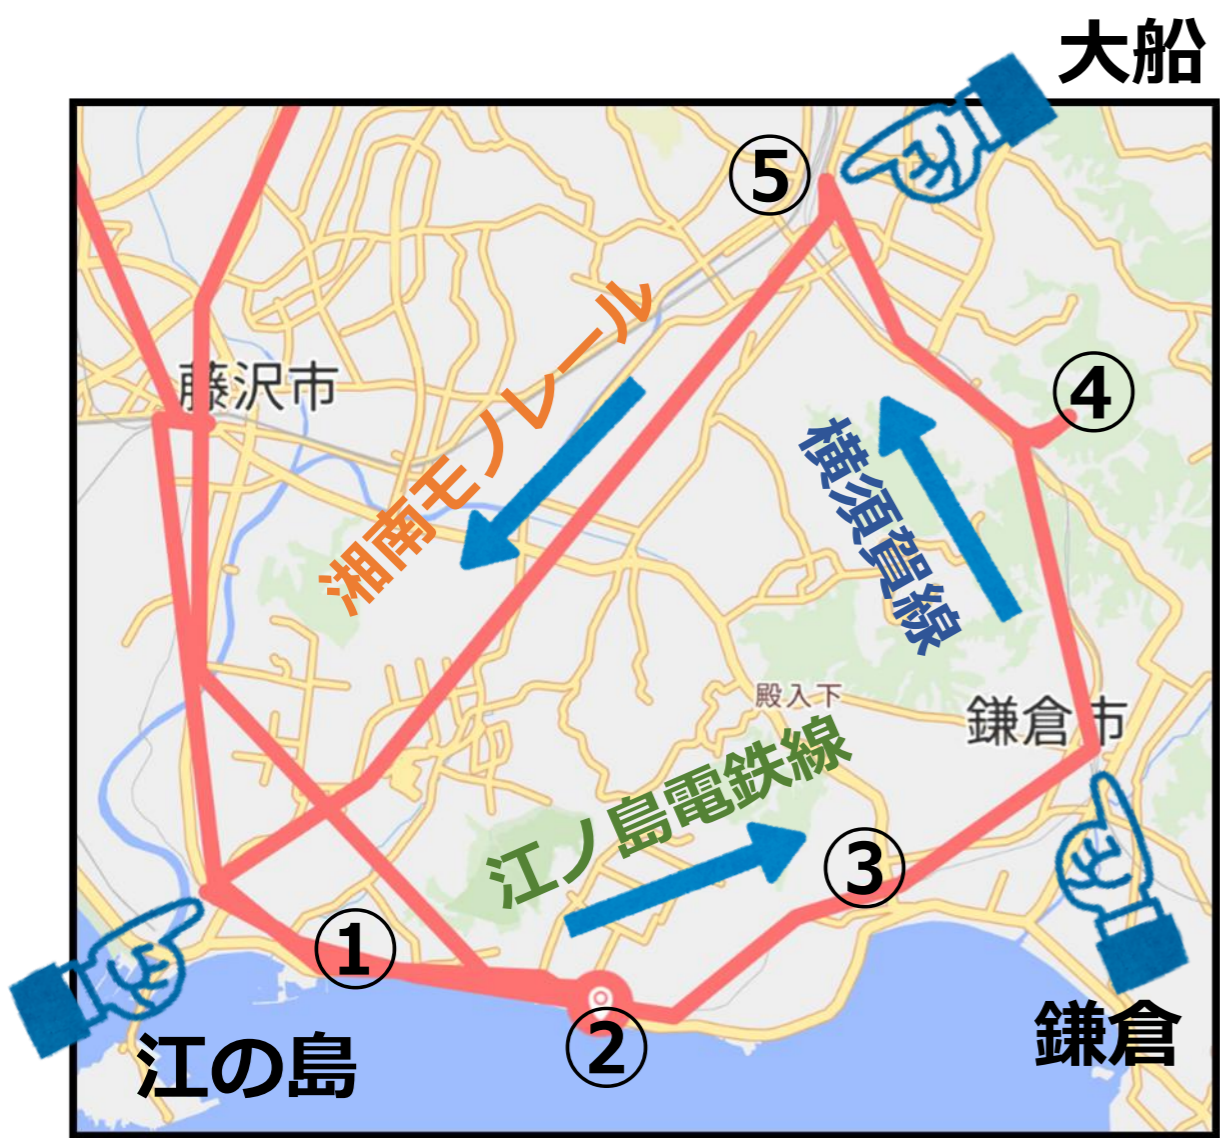 大船
⑤
湘南モノレール
藤沢市
④
横須賀線
殿入下
鎌倉市
江ノ島電鉄線
③
①
②
江の島
鎌倉